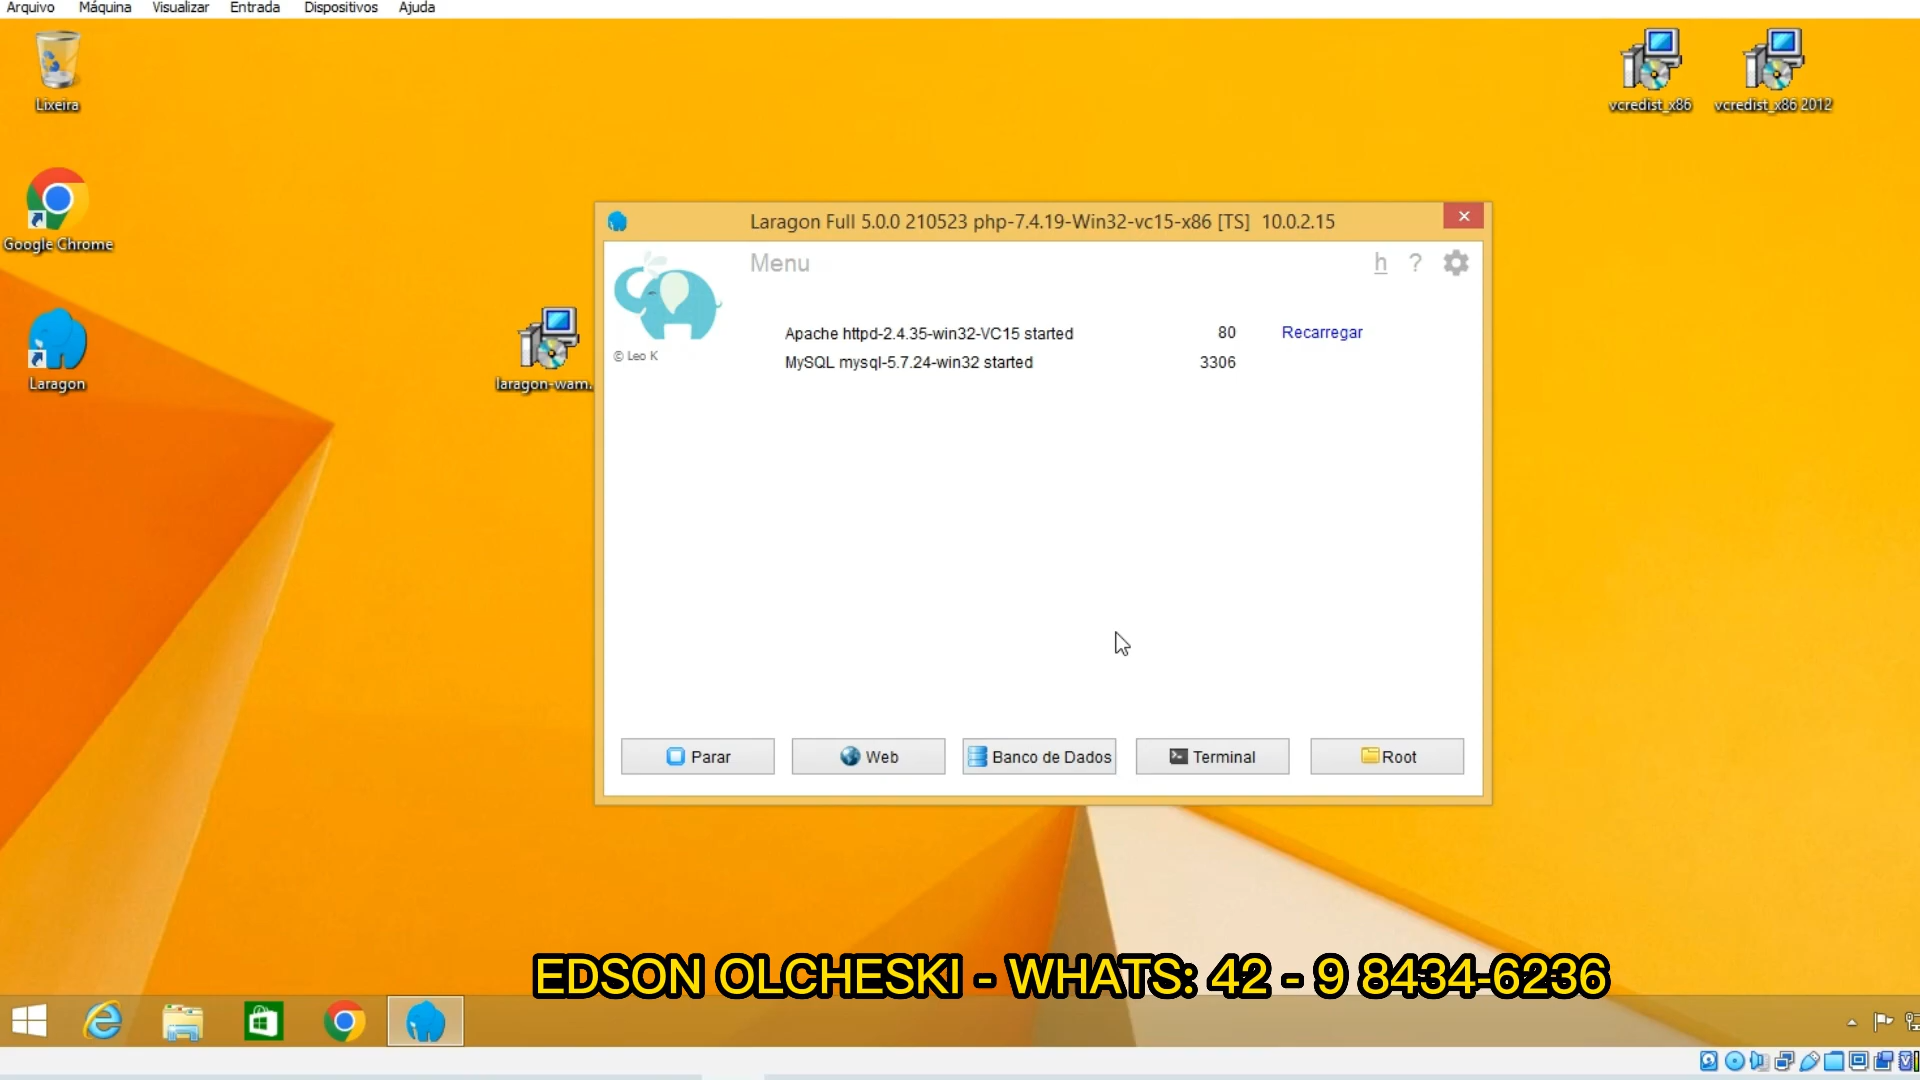 Arquivo Máquina Visualizar Entrada Dispositivos Ajuda
Lixeira
vcredist_x86
vcredist_x86 2012
Google Chrome
Laragon Full 5.0.0 210523 php-7.4.19-Win32-vc15-x86 [TS] 10.0.2.15
Menu
h ?
Apache httpd-2.4.35-win32-VC15 started 80 Recarregar
© Leo K
MySQL mysql-5.7.24-win32 started 3306
Laragon
laragon-wam.
Parar
Web
Banco de Dados
Terminal
Root
EDSON OLCHESKI - WHATS: 42 - 9 8434-6236